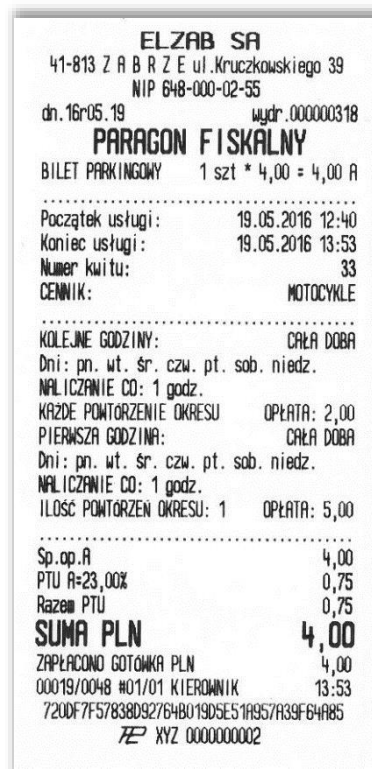 ELZAB SA
41-813 Z A B R Z E ul.Kruczkowskiego 39
NIP 648-000-02-55
dn.16r05.19 wydr.000000318
PARAGON FISKALNY
BILET PARKINGOWY 1 szt * 4,00 = 4,00 A
Początek usługi: 19.05.2016 12:40
Koniec usługi: 19.05.2016 13:53
Numer kwitu: 33
CENNIK: MOTOCYKLE
KOLEJNE GODZINY: CAŁA DOBA
Dni: pn. wt. śr. czw. pt. sob. niedz.
NALICZANIE CO: 1 godz.
KAŻDE POWTÓRZENIE OKRESU OPŁATA: 2,00
PIERWSZA GODZINA: CAŁA DOBA
Dni: pn. wt. śr. czw. pt. sob. niedz.
NALICZANIE CO: 1 godz.
ILOŚĆ POWTÓRZEŃ OKRESU: 1 OPŁATA: 5,00
Sp.op.A 4,00
PTU A=23,00% 0,75
Razem PTU 0,75
SUMA PLN 4,00
ZAPŁACONO GOTÓWKA PLN 4,00
00019/0048 #01/01 KIEROWNIK 13:53
720DF7F57838D92764B019D5E51A957A39F64A85
XYZ 0000000002